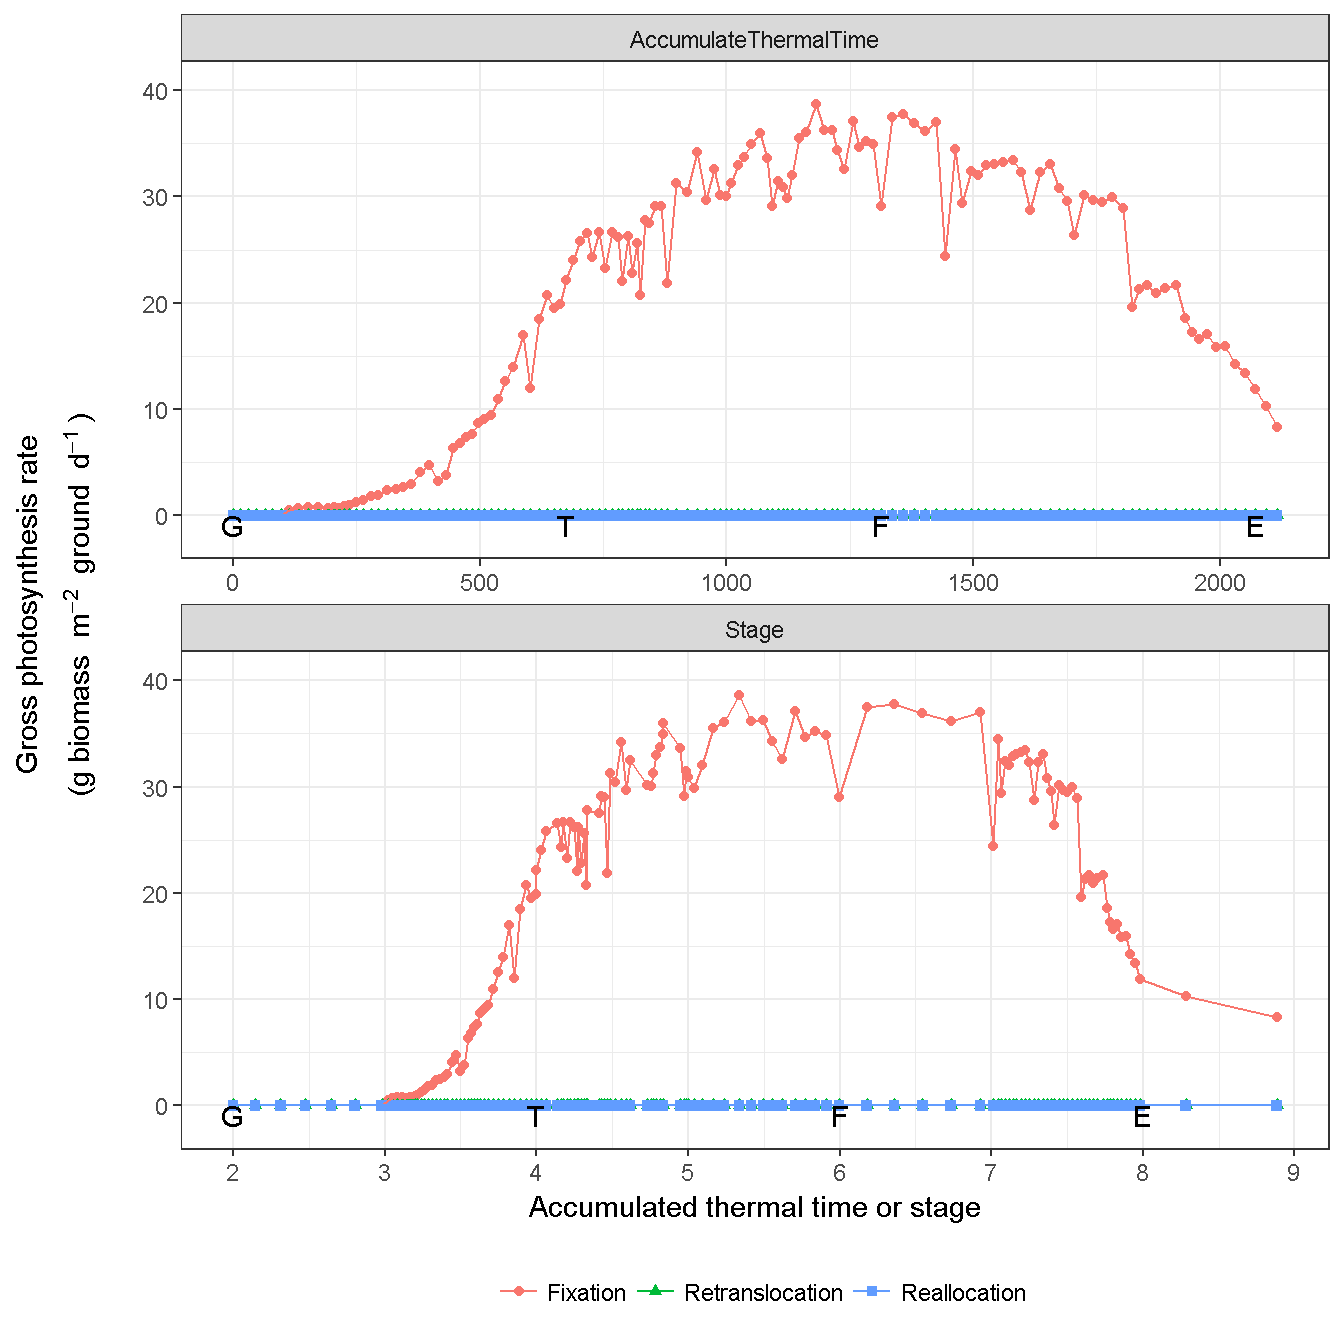 AccumulateThermalTime
40
30
20
10
0
G T F E
0 500 1000 1500 2000
Stage
40
30
20
10
0
G T F E
2 3 4 5 6 7 8 9
Gross photosynthesis rate
(g biomass m⁻² ground d⁻¹ )
Accumulated thermal time or stage
Fixation Retranslocation Reallocation